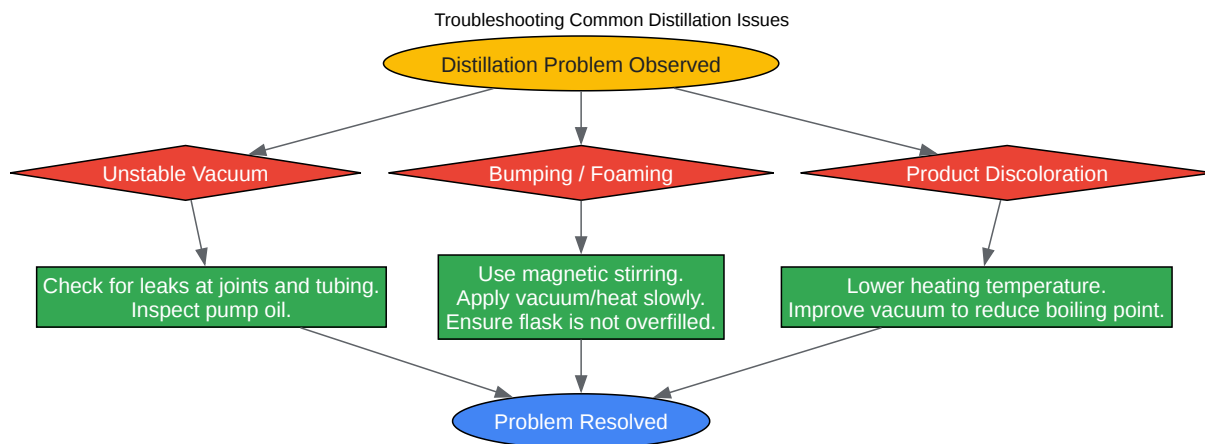 Troubleshooting Common Distillation Issues
Distillation Problem Observed
Unstable Vacuum
Bumping / Foaming
Product Discoloration
Check for leaks at joints and tubing.
Inspect pump oil.
Use magnetic stirring.
Apply vacuum/heat slowly.
Ensure flask is not overfilled.
Lower heating temperature.
Improve vacuum to reduce boiling point.
Problem Resolved